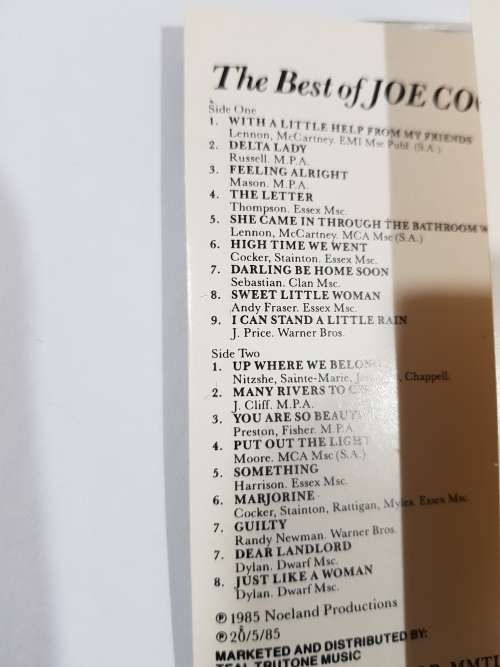 The Best of JOE CO
Side One
1. WITH A LITTLE HELP FROM MY FRIENDS
Lennon, McCartney. EMI Msc Publ. (S.A.)
2. DELTA LADY
Russell. M.P.A.
3. FEELING ALRIGHT
Mason. M.P.A.
4. THE LETTER
Thompson. Essex Msc.
5. SHE CAME IN THROUGH THE BATHROOM W
Lennon, McCartney. MCA Msc (S.A.)
6. HIGH TIME WE WENT
Cocker, Stainton. Essex Msc.
7. DARLING BE HOME SOON
Sebastian. Clan Msc.
8. SWEET LITTLE WOMAN
Andy Fraser. Essex Msc.
9. I CAN STAND A LITTLE RAIN
J. Price. Warner Bros.
Side Two
1. UP WHERE WE BELON
Nitzshe, Sainte-Marie, Chappell.
2. MANY RIVERS TO
J. Cliff. M.P.A.
3. YOU ARE SO BEAUT
Preston, Fisher. M.P.A.
4. PUT OUT THE LIGHT
Moore. MCA Msc (S.A.)
5. SOMETHING
Harrison. Essex Msc.
6. MARJORINE
Cocker, Stainton, Rattigan, Myles. Essex Msc.
7. GUILTY
Randy Newman. Warner Bros.
7. DEAR LANDLORD
Dylan. Dwarf Msc.
8. JUST LIKE A WOMAN
Dylan. Dwarf Msc.
℗ 1985 Noeland Productions
℗ 20/5/85
MARKETED AND DISTRIBUTED BY:
TEAL TRUTONE MUSIC